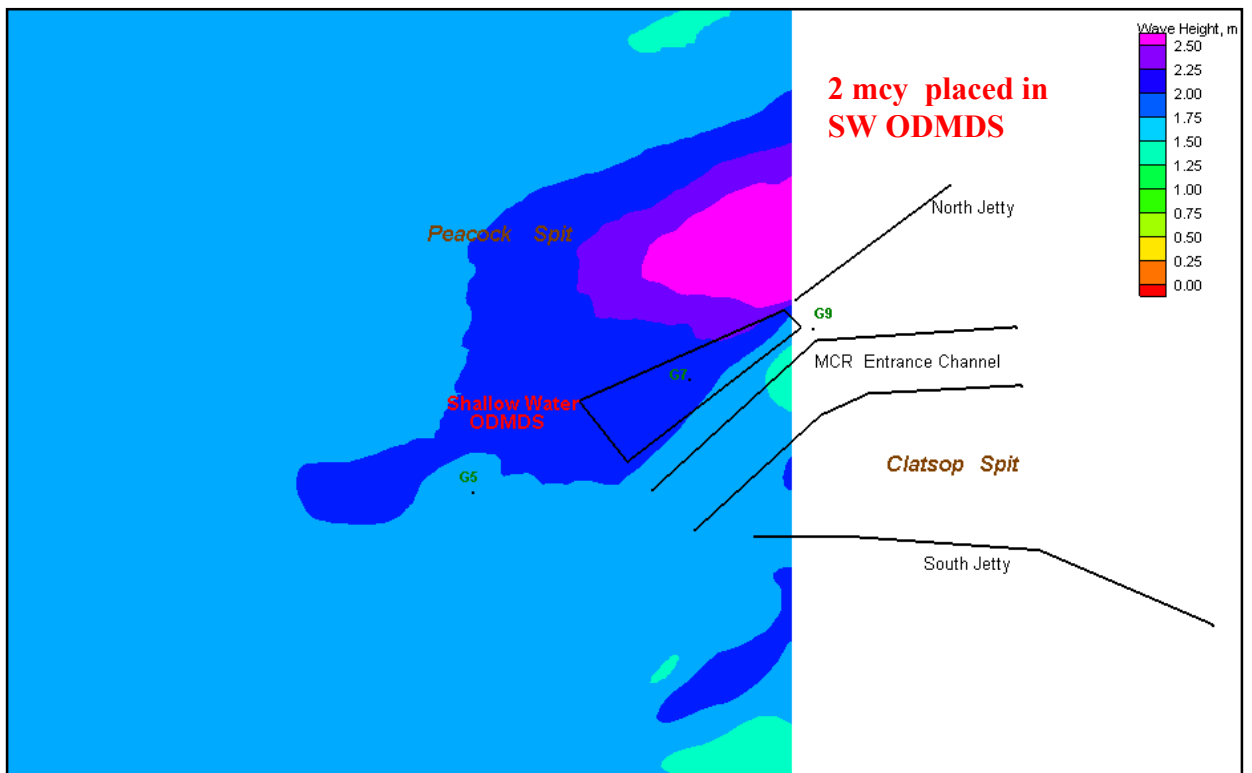 Wave Height, m
2.50
2.25
2.00
1.75
1.50
1.25
1.00
0.75
0.50
0.25
0.00
2 mcy placed in
SW ODMDS
North Jetty
Peacock Spit
G9
MCR Entrance Channel
G7
Shallow Water
ODMDS
Clatsop Spit
G5
South Jetty